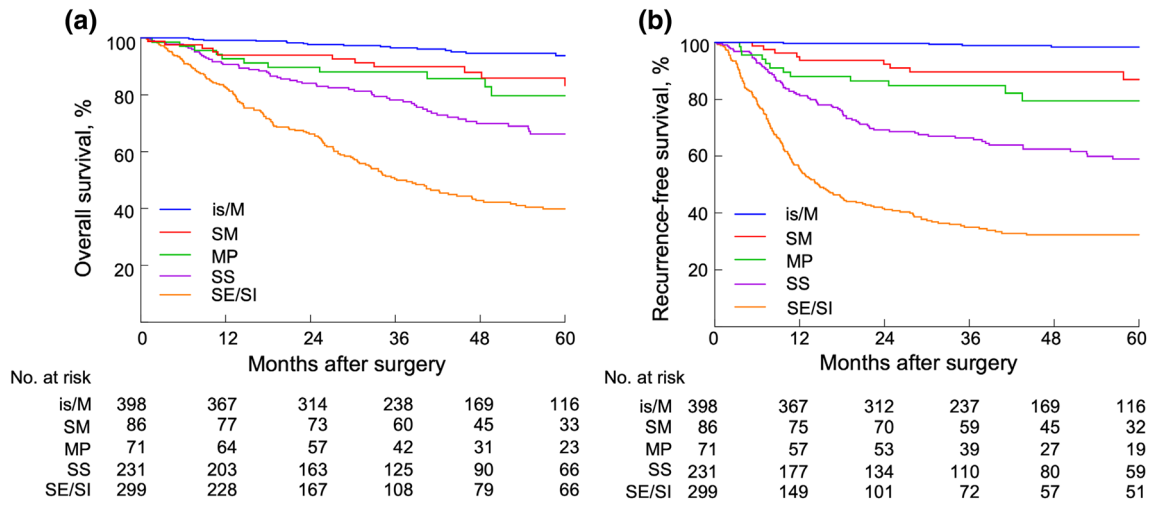 (a)
100
80
60
40
20
Overall survival, %
is/M
SM
MP
SS
SE/SI
0 12 24 36 48 60
Months after surgery
No. at risk
is/M 398 367 314 238 169 116
SM 86 77 73 60 45 33
MP 71 64 57 42 31 23
SS 231 203 163 125 90 66
SE/SI 299 228 167 108 79 66
(b)
100
80
60
40
20
Recurrence-free survival, %
is/M
SM
MP
SS
SE/SI
0 12 24 36 48 60
Months after surgery
No. at risk
is/M 398 367 312 237 169 116
SM 86 75 70 59 45 32
MP 71 57 53 39 27 19
SS 231 177 134 110 80 59
SE/SI 299 149 101 72 57 51